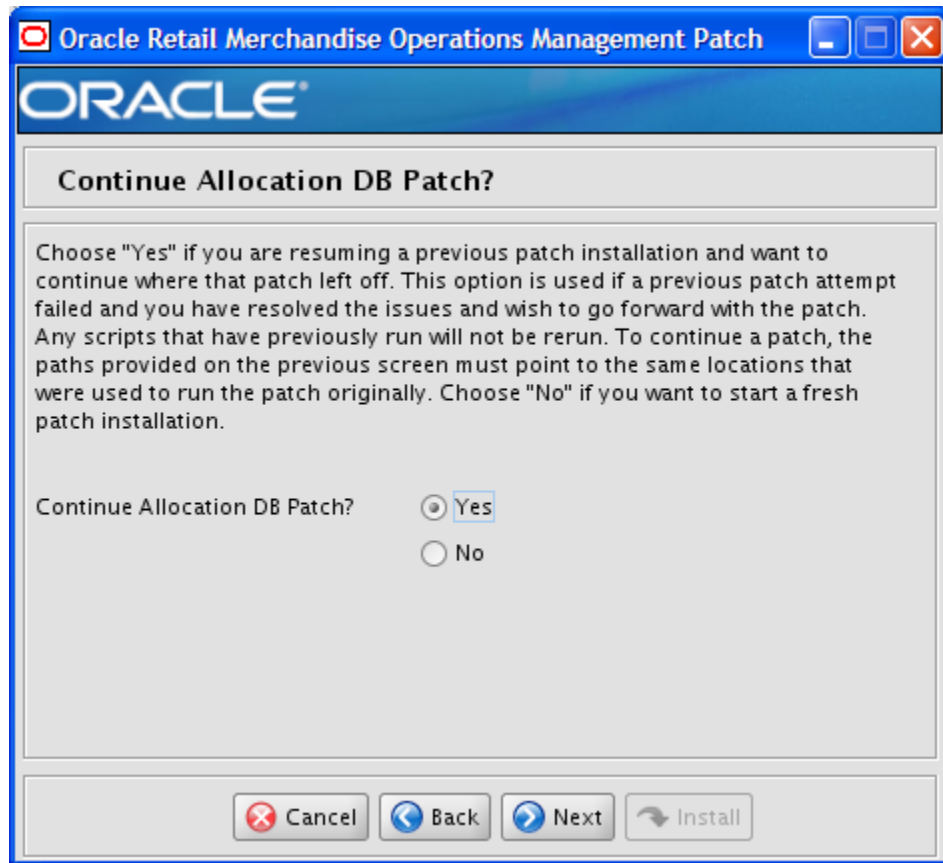 Oracle Retail Merchandise Operations Management Patch
ORACLE
Continue Allocation DB Patch?
Choose "Yes" if you are resuming a previous patch installation and want to
continue where that patch left off. This option is used if a previous patch attempt
failed and you have resolved the issues and wish to go forward with the patch.
Any scripts that have previously run will not be rerun. To continue a patch, the
paths provided on the previous screen must point to the same locations that
were used to run the patch originally. Choose "No" if you want to start a fresh
patch installation.
Continue Allocation DB Patch?
Yes
No
Cancel
Back
Next
Install